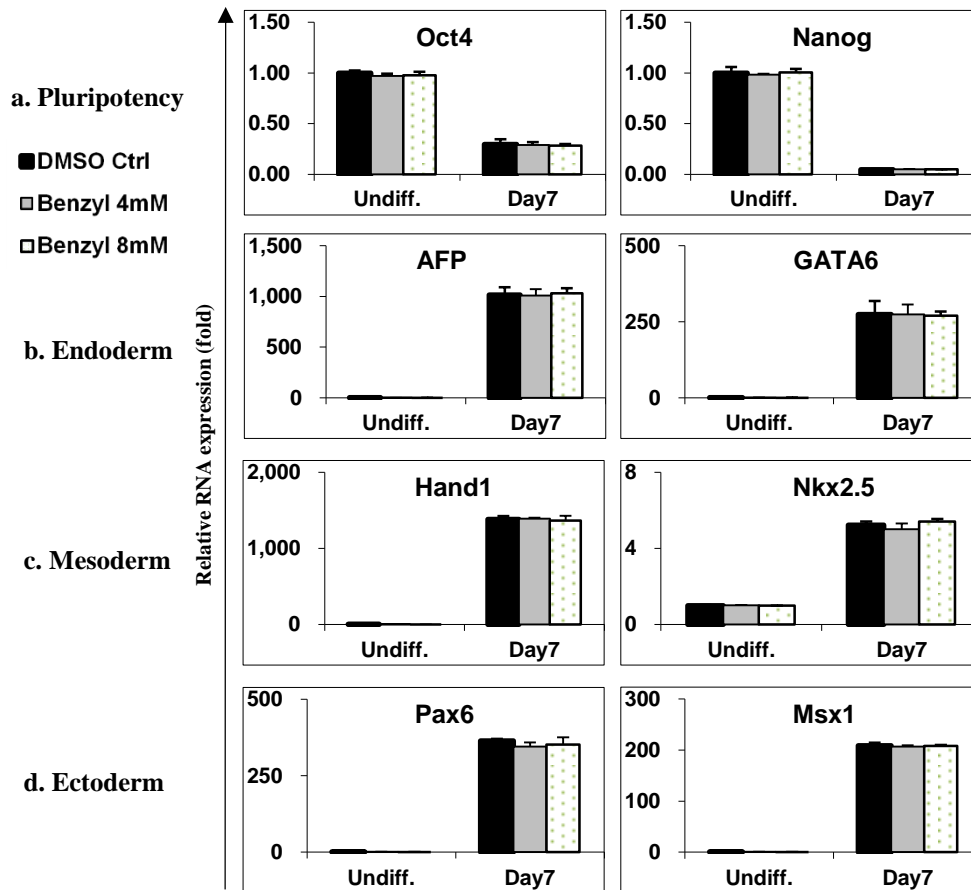 a. Pluripotency
DMSO Ctrl
Benzyl 4mM
Benzyl 8mM
b. Endoderm
c. Mesoderm
d. Ectoderm
Relative RNA expression (fold)
Oct4
1.50
1.00
0.50
0.00
Undiff. Day7
Nanog
1.50
1.00
0.50
0.00
Undiff. Day7
AFP
1,500
1,000
500
0
Undiff. Day7
GATA6
500
250
0
Undiff. Day7
Hand1
2,000
1,000
0
Undiff. Day7
Nkx2.5
8
4
0
Undiff. Day7
Pax6
500
250
0
Undiff. Day7
Msx1
300
200
100
0
Undiff. Day7